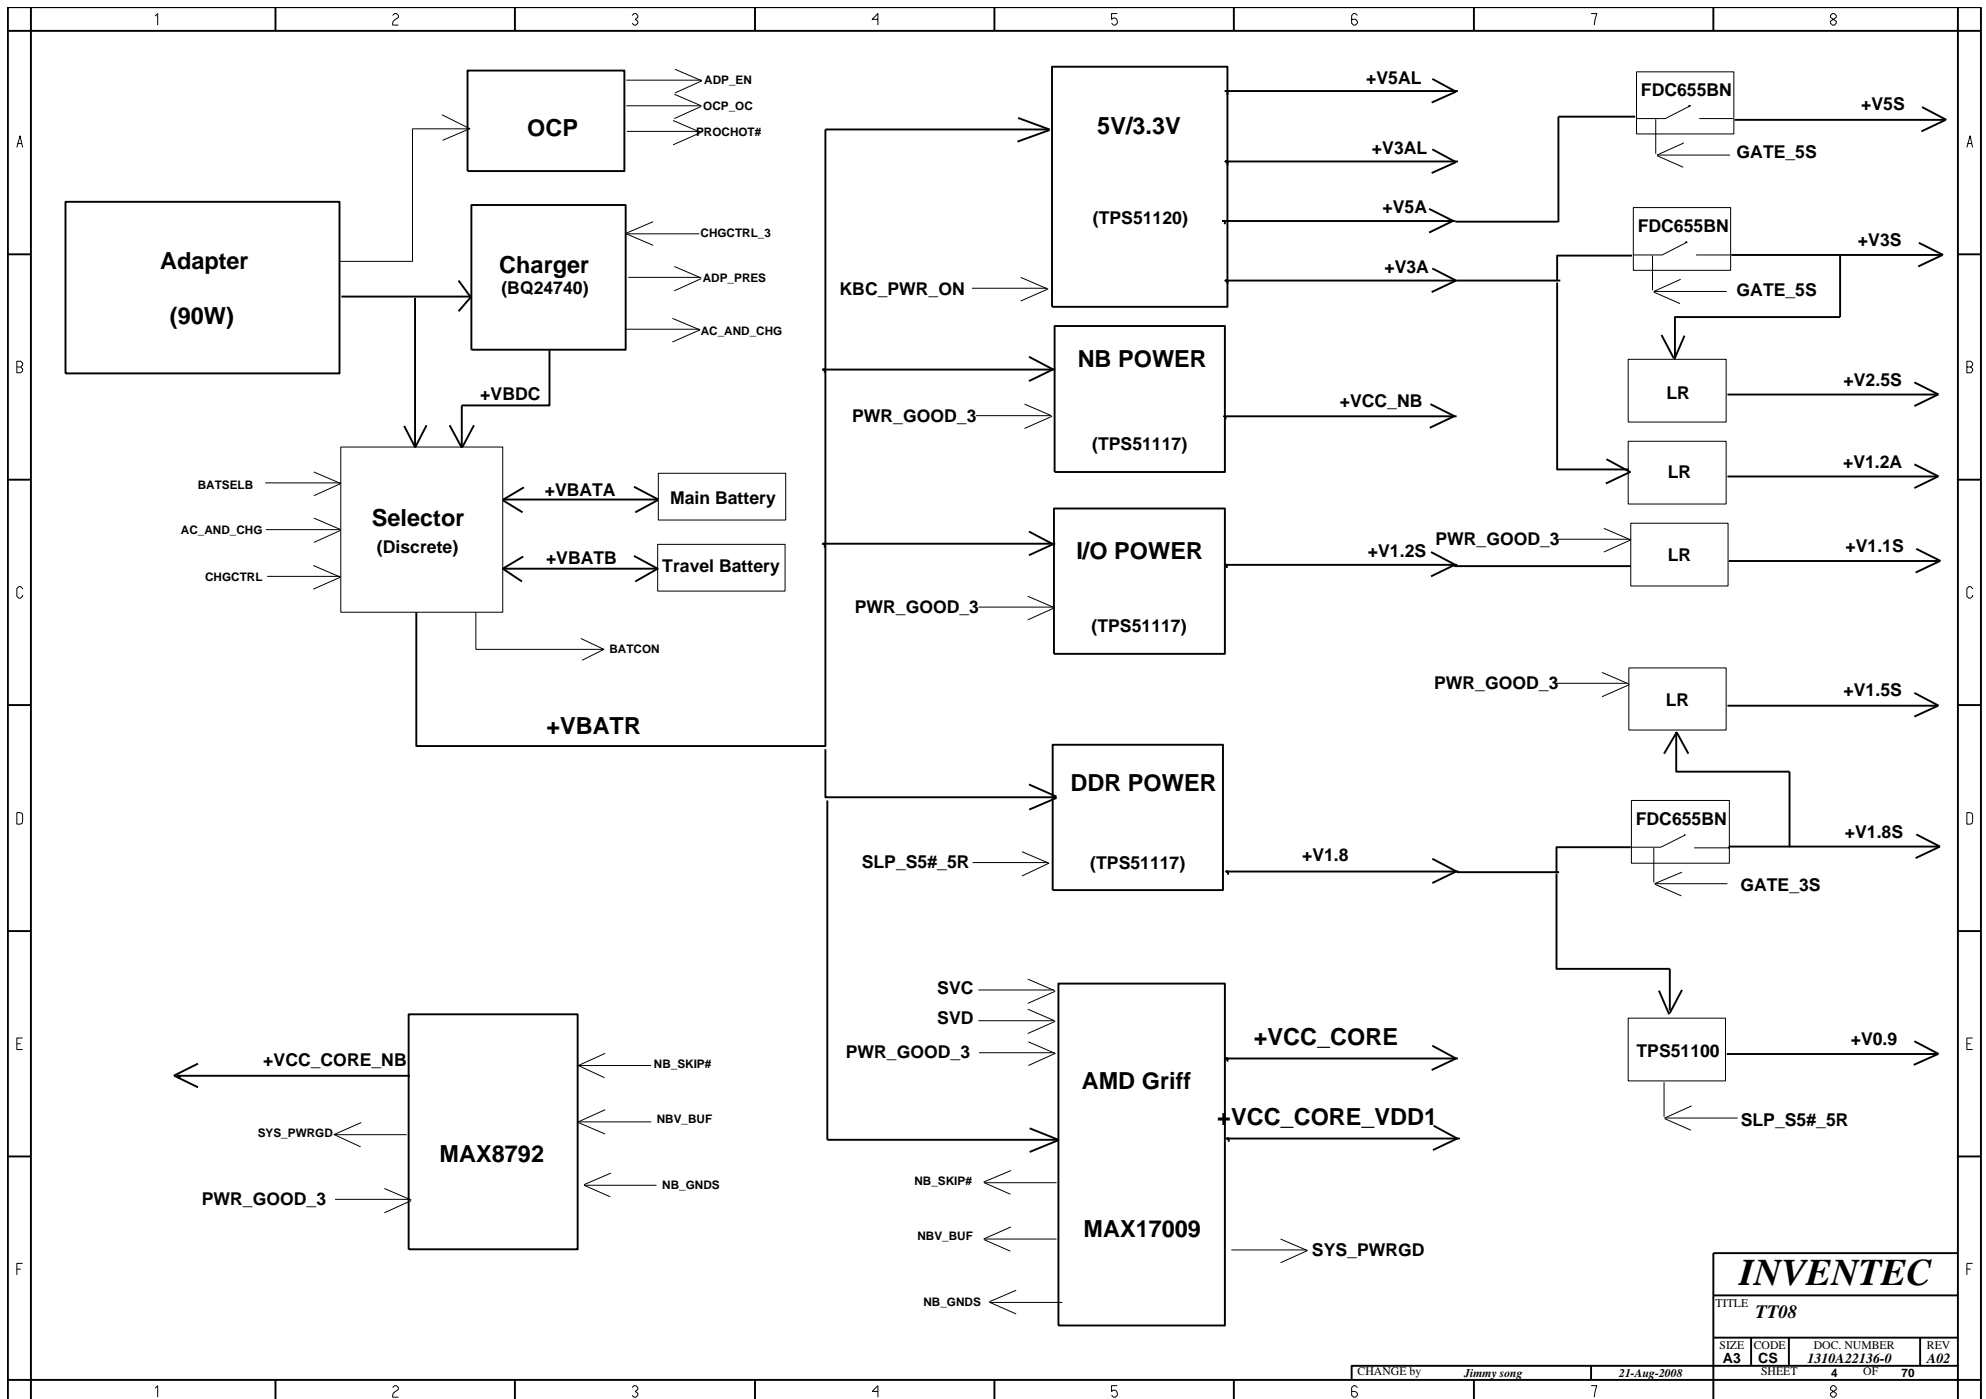 1 2 3 4 5 6 7 8
A
B
C
D
E
F
OCP
ADP_EN
OCP_OC
PROCHOT#
Adapter
(90W)
Charger
(BQ24740)
CHGCTRL_3
ADP_PRES
AC_AND_CHG
+VBDC
BATSELB
AC_AND_CHG
CHGCTRL
Selector
(Discrete)
+VBATA
Main Battery
+VBATB
Travel Battery
BATCON
+VBATR
5V/3.3V
(TPS51120)
KBC_PWR_ON
+V5AL
+V3AL
+V5A
+V3A
NB POWER
(TPS51117)
PWR_GOOD_3
+VCC_NB
I/O POWER
(TPS51117)
PWR_GOOD_3
+V1.2S
DDR POWER
(TPS51117)
SLP_S5#_5R
+V1.8
FDC655BN
+V5S
GATE_5S
FDC655BN
+V3S
GATE_5S
LR
+V2.5S
LR
+V1.2A
PWR_GOOD_3
LR
+V1.1S
PWR_GOOD_3
LR
+V1.5S
FDC655BN
+V1.8S
GATE_3S
TPS51100
+V0.9
SLP_S5#_5R
SVC
SVD
PWR_GOOD_3
AMD Griff
MAX17009
+VCC_CORE
+VCC_CORE_VDD1
NB_SKIP#
NBV_BUF
NB_GNDS
SYS_PWRGD
+VCC_CORE_NB
SYS_PWRGD
PWR_GOOD_3
MAX8792
NB_SKIP#
NBV_BUF
NB_GNDS
INVENTEC
TITLE TT08
SIZE CODE DOC. NUMBER REV
A3 CS 1310A22136-0 A02
CHANGE by Jimmy song 21-Aug-2008 SHEET 4 OF 70
1 2 3 4 5 6 7 8
A
B
C
D
E
F